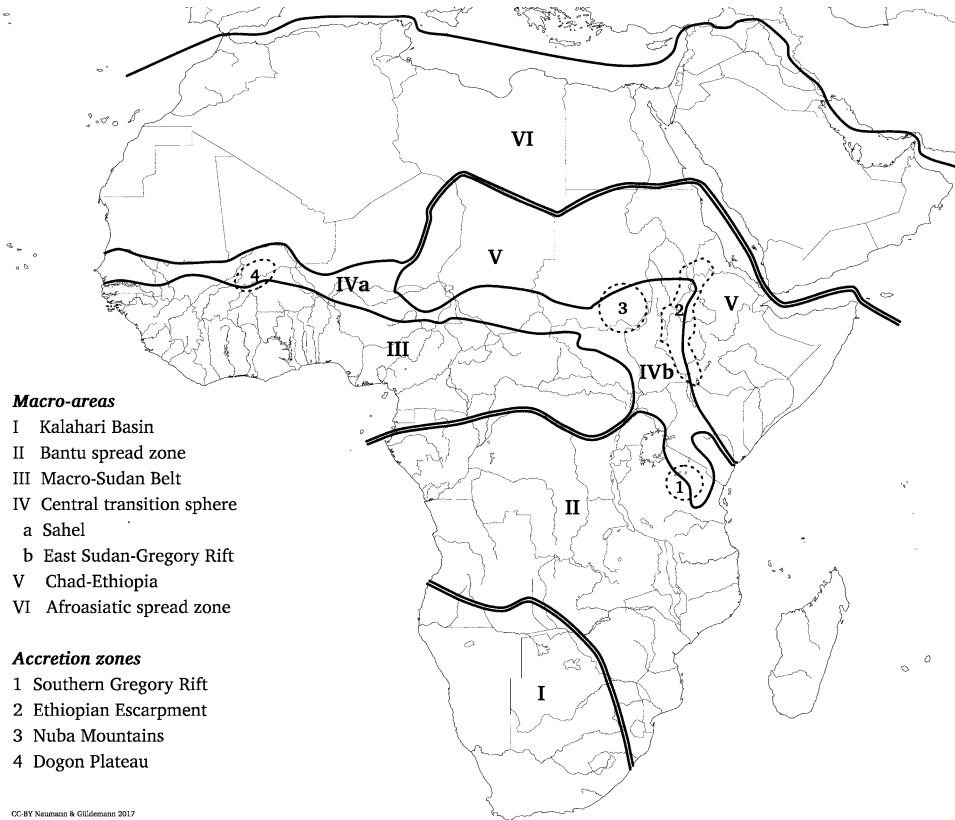 VI
V
4
IVa
3
2
V
III
IVb
Macro-areas
I Kalahari Basin
II Bantu spread zone
III Macro-Sudan Belt
IV Central transition sphere
a Sahel
b East Sudan-Gregory Rift
V Chad-Ethiopia
VI Afroasiatic spread zone
1
II
Accretion zones
1 Southern Gregory Rift
2 Ethiopian Escarpment
3 Nuba Mountains
4 Dogon Plateau
I
CC-BY Naumann & Güldemann 2017